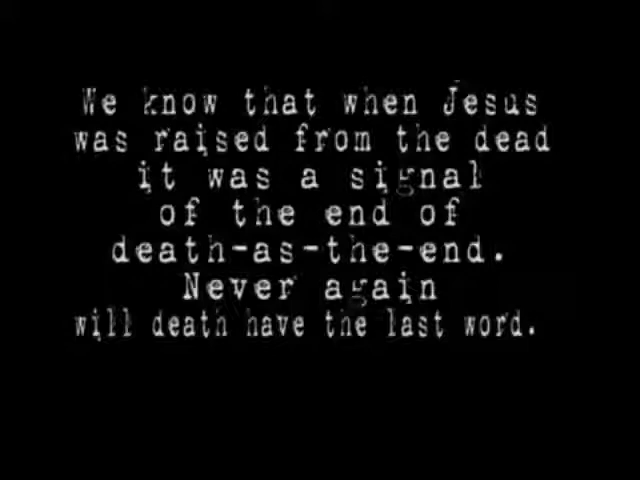 We know that when Jesus
was raised from the dead
it was a signal
of the end of
death-as-the-end.
Never again
will death have the last word.